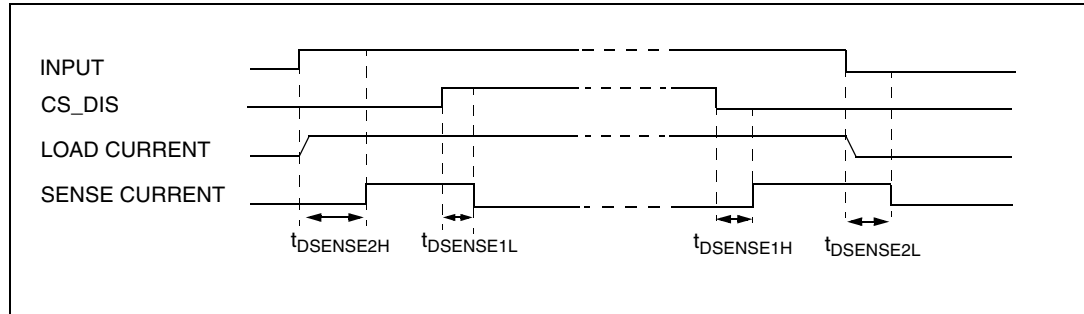 INPUT
CS_DIS
LOAD CURRENT
SENSE CURRENT
tDSENSE2H tDSENSE1L tDSENSE1H tDSENSE2L